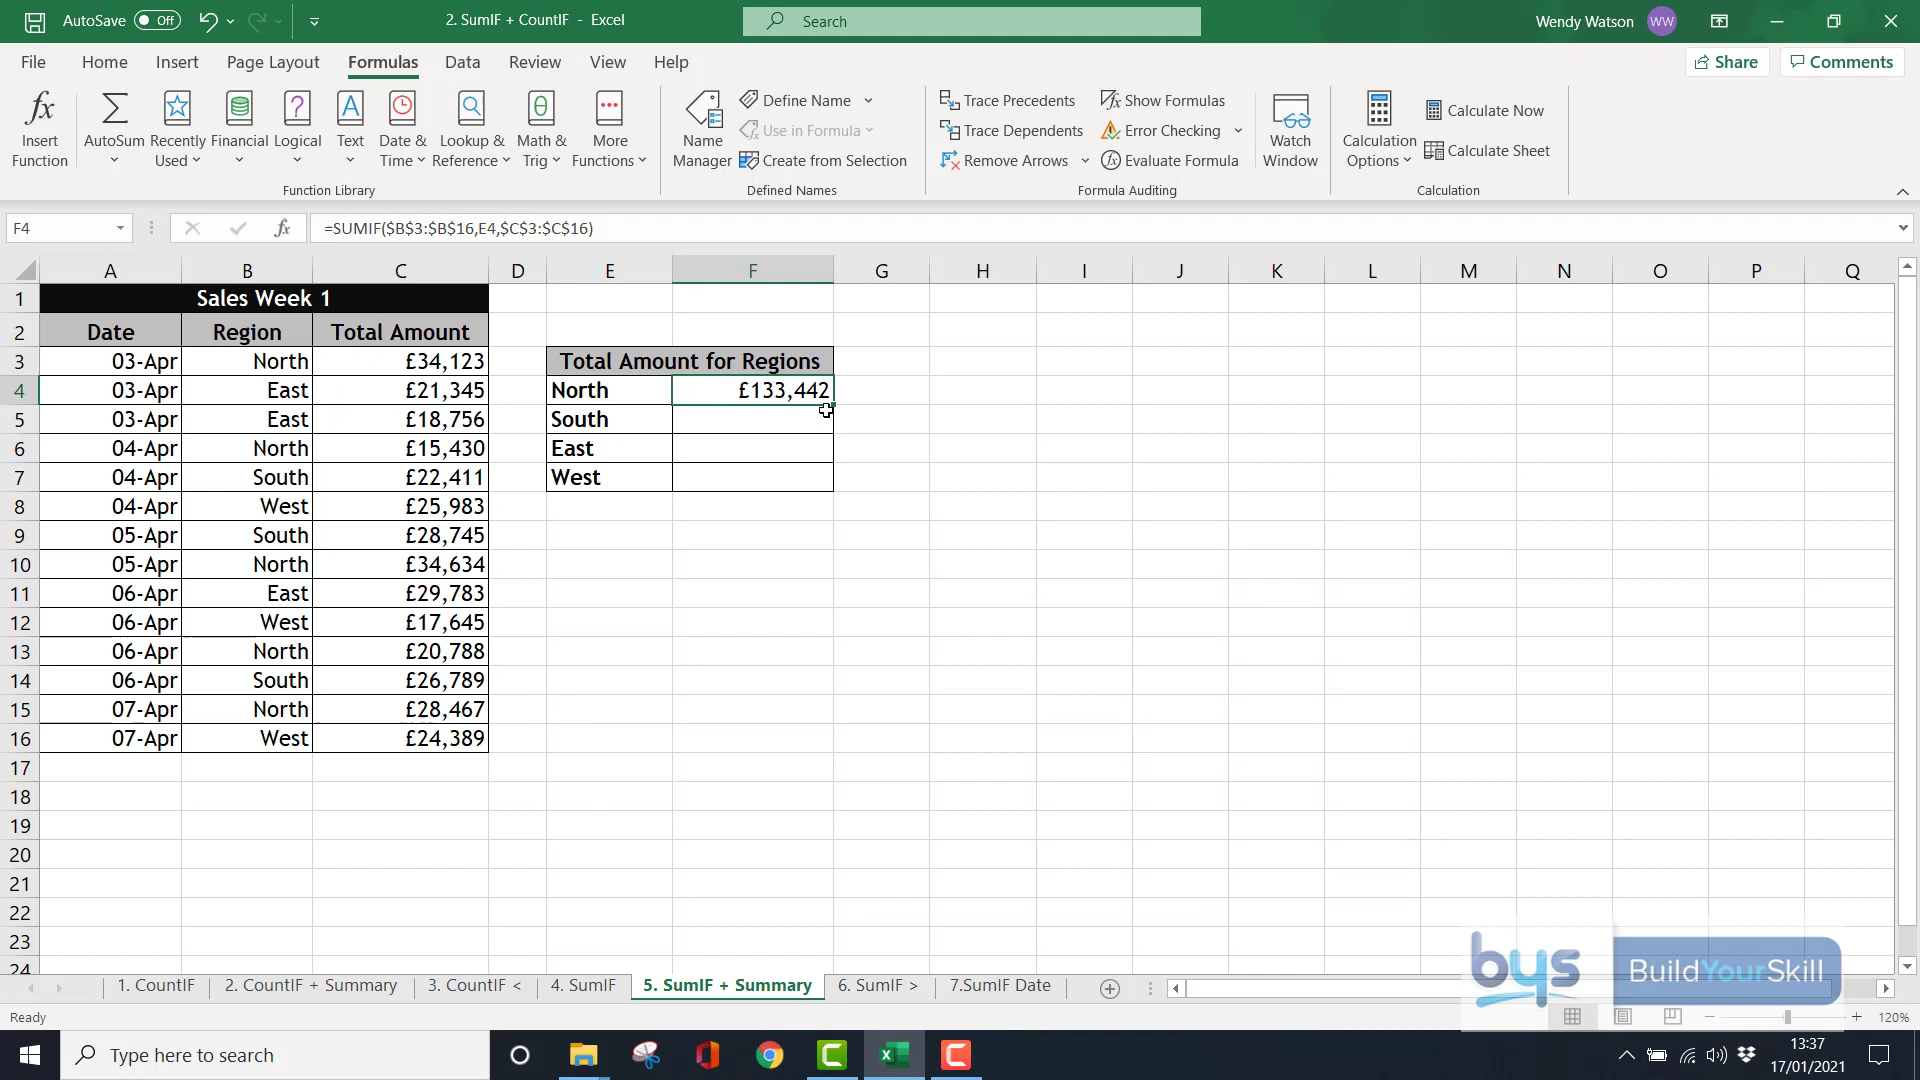 AutoSave Off 2. SumIF + CountIF - Excel Search Wendy Watson WW
File Home Insert Page Layout Formulas Data Review View Help Share Comments
Insert Function
AutoSum
Recently Used
Financial
Logical
Text
Date & Time
Lookup & Reference
Math & Trig
More Functions
Function Library
Name Manager
Define Name
Use in Formula
Create from Selection
Defined Names
Trace Precedents
Trace Dependents
Remove Arrows
Show Formulas
Error Checking
Evaluate Formula
Formula Auditing
Watch Window
Calculation Options
Calculate Now
Calculate Sheet
Calculation
F4 fx =SUMIF($B$3:$B$16,E4,$C$3:$C$16)
A B C D E F G H I J K L M N O P Q
1 Sales Week 1
2 Date Region Total Amount
3 03-Apr North £34,123 Total Amount for Regions
4 03-Apr East £21,345 North £133,442
5 03-Apr East £18,756 South
6 04-Apr North £15,430 East
7 04-Apr South £22,411 West
8 04-Apr West £25,983
9 05-Apr South £28,745
10 05-Apr North £34,634
11 06-Apr East £29,783
12 06-Apr West £17,645
13 06-Apr North £20,788
14 06-Apr South £26,789
15 07-Apr North £28,467
16 07-Apr West £24,389
17
18
19
20
21
22
23
24
bys BuildYourSkill
1. CountIF 2. CountIF + Summary 3. CountIF < 4. SumIF 5. SumIF + Summary 6. SumIF > 7.SumIF Date
Ready 120%
Type here to search 13:37
17/01/2021